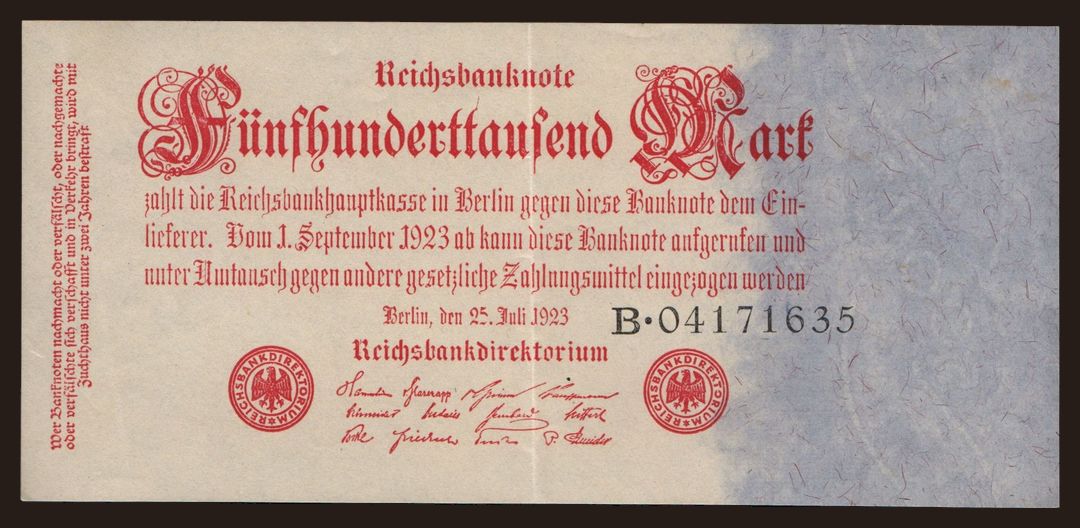 Wer Banknoten nachmacht oder verfälscht, oder nachgemachte
oder verfälschte sich verschafft und in Verkehr bringt, wird mit
Zuchthaus nicht unter zwei Jahren bestraft
Reichsbanknote
Fünfhunderttausend Mark
zahlt die Reichsbankhauptkasse in Berlin gegen diese Banknote dem Ein-
lieferer. Vom 1. September 1923 ab kann diese Banknote aufgerufen und
unter Umtausch gegen andere gesetzliche Zahlungsmittel eingezogen werden
Berlin, den 25. Juli 1923
B·04171635
Reichsbankdirektorium
REICHSBANKDIREKTORIUM
REICHSBANKDIREKTORIUM